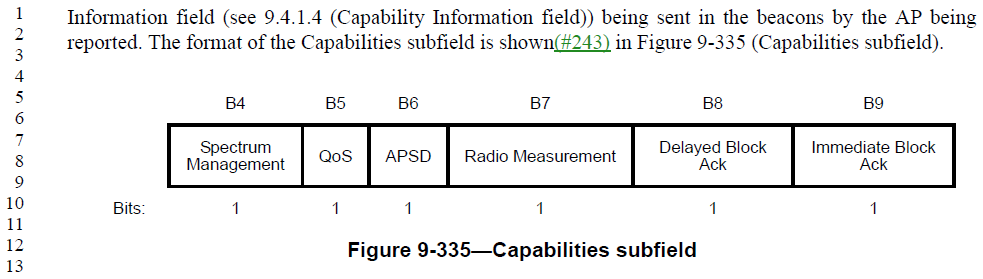 1
2
3
4
5
6
7
8
9
10
11
12
13
Information field (see 9.4.1.4 (Capability Information field)) being sent in the beacons by the AP being
reported. The format of the Capabilities subfield is shown(#243) in Figure 9-335 (Capabilities subfield).
B4 B5 B6 B7 B8 B9
Spectrum
Management
QoS
APSD
Radio Measurement
Delayed Block
Ack
Immediate Block
Ack
Bits: 1 1 1 1 1 1
Figure 9-335—Capabilities subfield